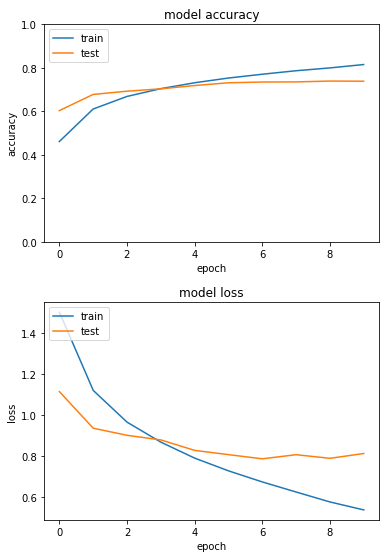 model accuracy
train
test
1.0
0.8
0.6
0.4
0.2
0.0
accuracy
0 2 4 6 8
epoch
model loss
train
test
1.4
1.2
1.0
0.8
0.6
loss
0 2 4 6 8
epoch